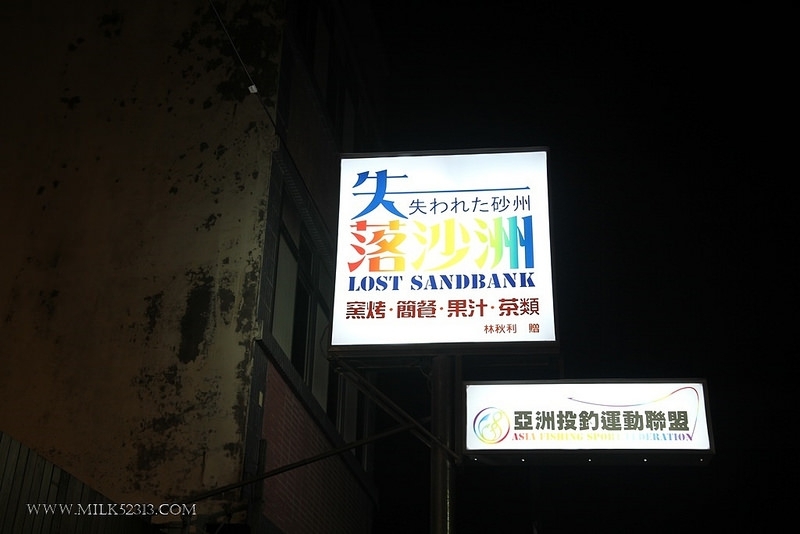 失
失われた砂州
落沙洲
LOST SANDBANK
窯烤·簡餐·果汁·茶類
林秋利 贈
亞洲投釣運動聯盟
ASIA FISHING SPORT FEDERATION
WWW.MILK52313.COM